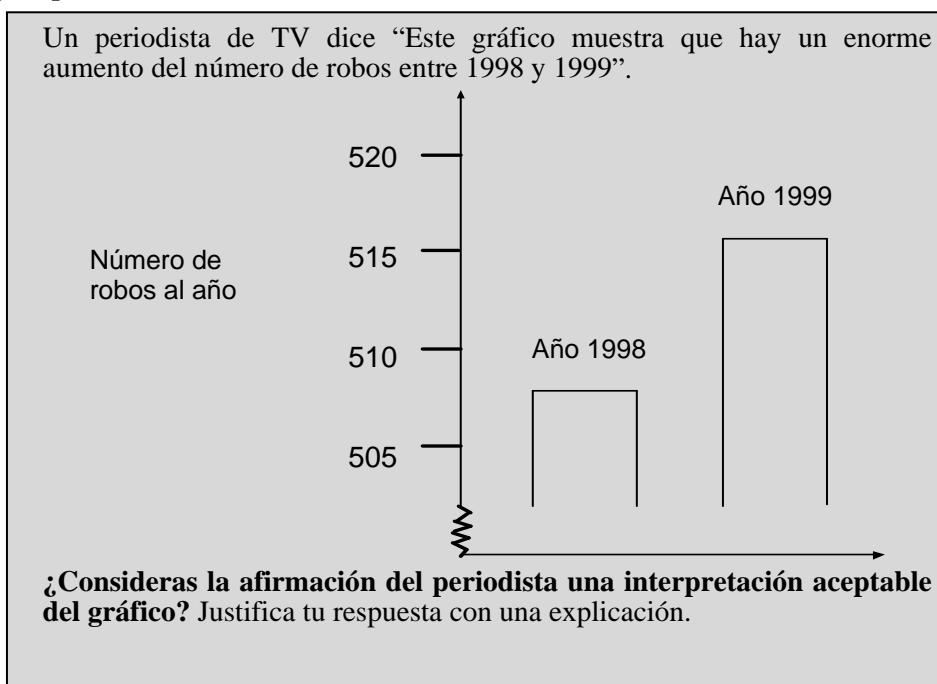 Un periodista de TV dice “Este gráfico muestra que hay un enorme
aumento del número de robos entre 1998 y 1999”.
520
Año 1999
515
Número de
robos al año
510
Año 1998
505
¿Consideras la afirmación del periodista una interpretación aceptable
del gráfico? Justifica tu respuesta con una explicación.